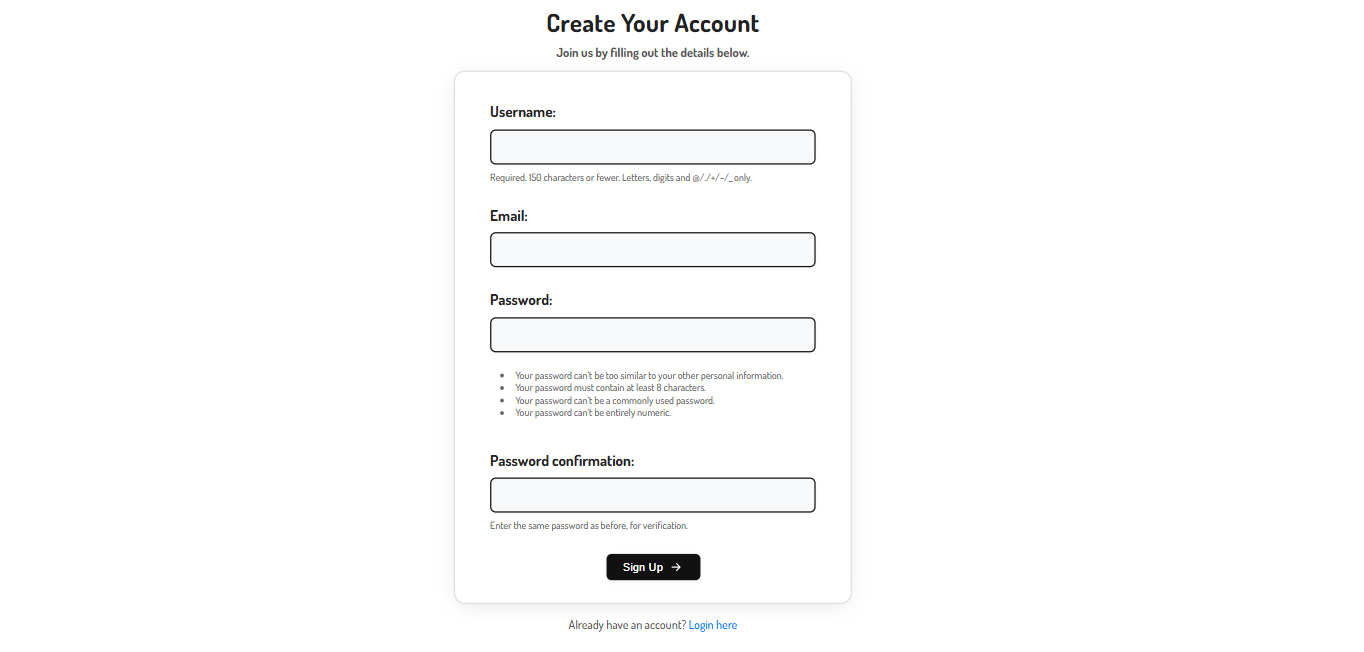 Create Your Account
Join us by filling out the details below.
Username:
Required. 150 characters or fewer. Letters, digits and @/./+/-/_ only.
Email:
Password:
Your password can't be too similar to your other personal information.
Your password must contain at least 8 characters.
Your password can't be a commonly used password.
Your password can't be entirely numeric.
Password confirmation:
Enter the same password as before, for verification.
Sign Up →
Already have an account? Login here